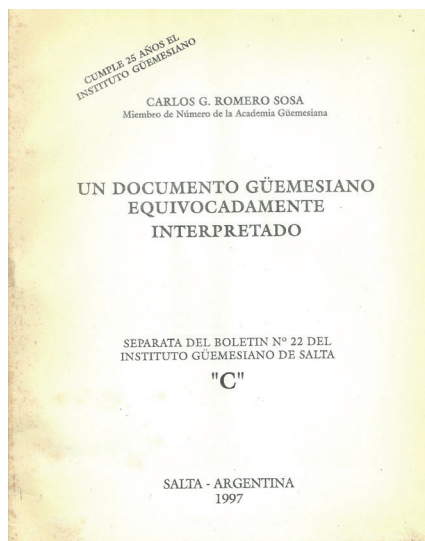 CUMPLE 25 AÑOS EL
INSTITUTO GÜEMESIANO
CARLOS G. ROMERO SOSA
Miembro de Número de la Academia Güemesiana
UN DOCUMENTO GÜEMESIANO
EQUIVOCADAMENTE
INTERPRETADO
SEPARATA DEL BOLETIN Nº 22 DEL
INSTITUTO GÜEMESIANO DE SALTA
"C"
SALTA - ARGENTINA
1997